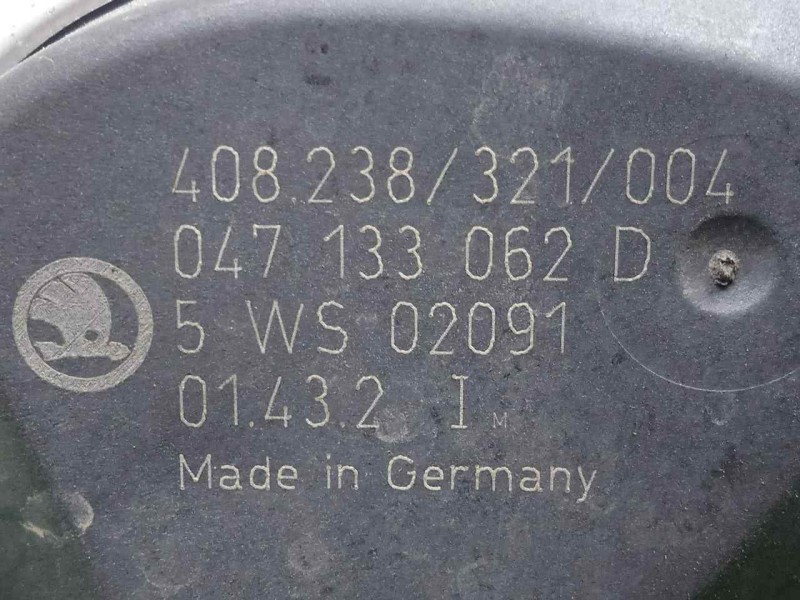 408.238/321/004
047 133 062 D
5 WS 02091
01.43.2 I M
Made in Germany